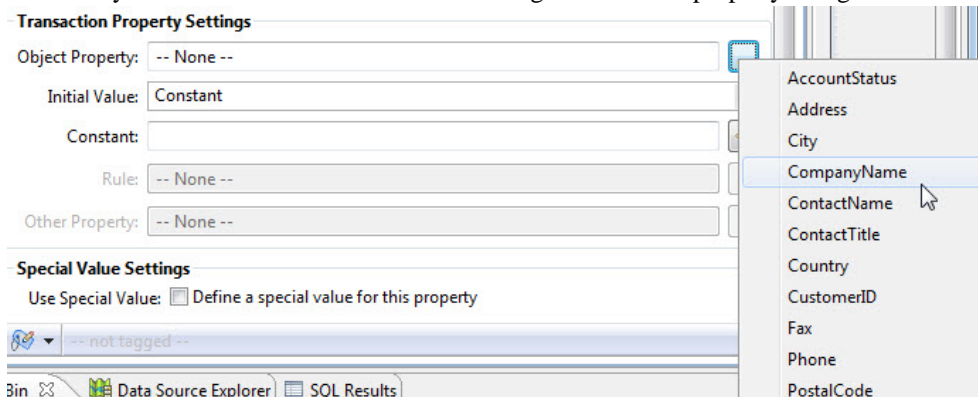 Transaction Property Settings
Object Property: -- None --
Initial Value: Constant
Constant:
Rule: -- None --
Other Property: -- None --
Special Value Settings
Use Special Value: Define a special value for this property
-- not tagged --
Bin Data Source Explorer SQL Results
AccountStatus
Address
City
CompanyName
ContactName
ContactTitle
Country
CustomerID
Fax
Phone
PostalCode